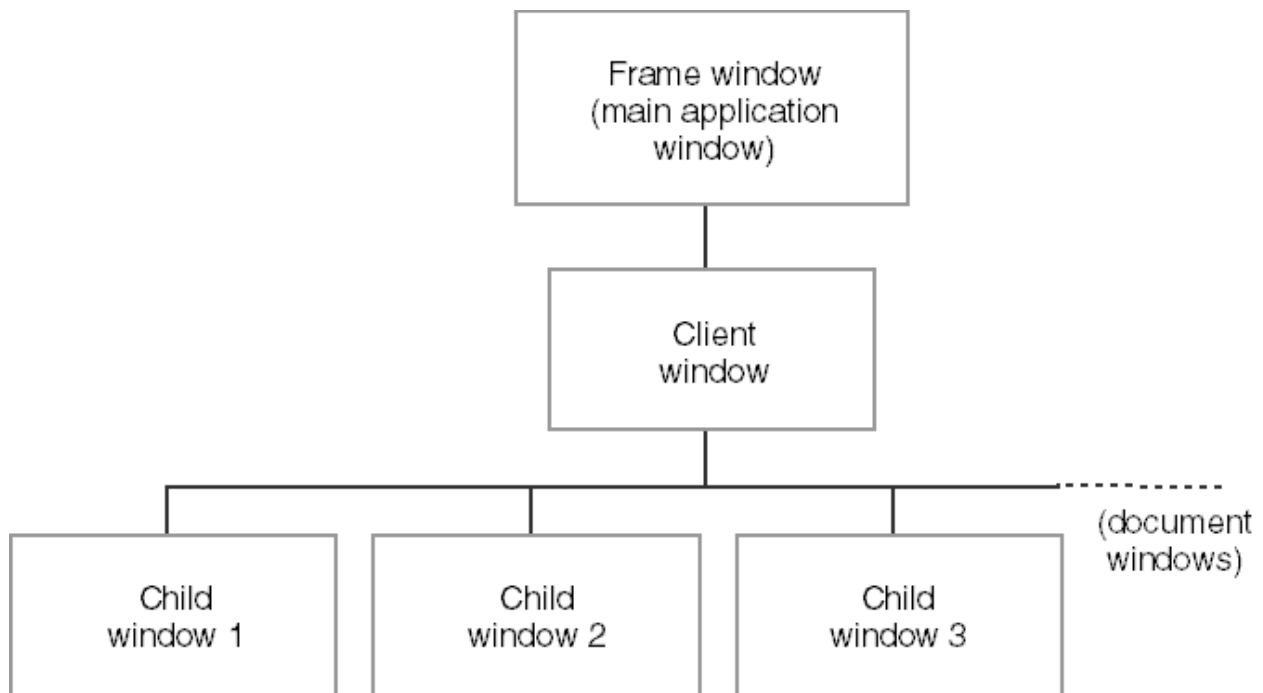 Frame window
(main application
window)
Client
window
(document
windows)
Child
window 1
Child
window 2
Child
window 3